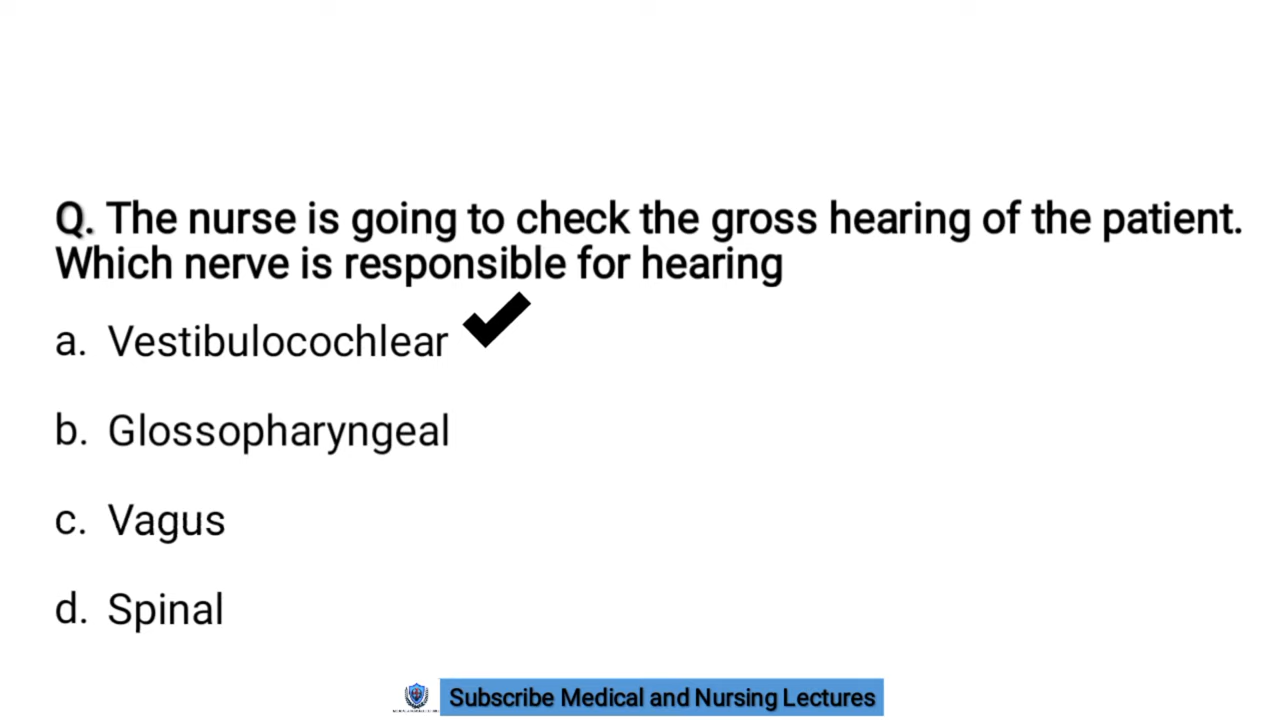 Q. The nurse is going to check the gross hearing of the patient.
Which nerve is responsible for hearing
a. Vestibulocochlear
b. Glossopharyngeal
c. Vagus
d. Spinal
Subscribe Medical and Nursing Lectures